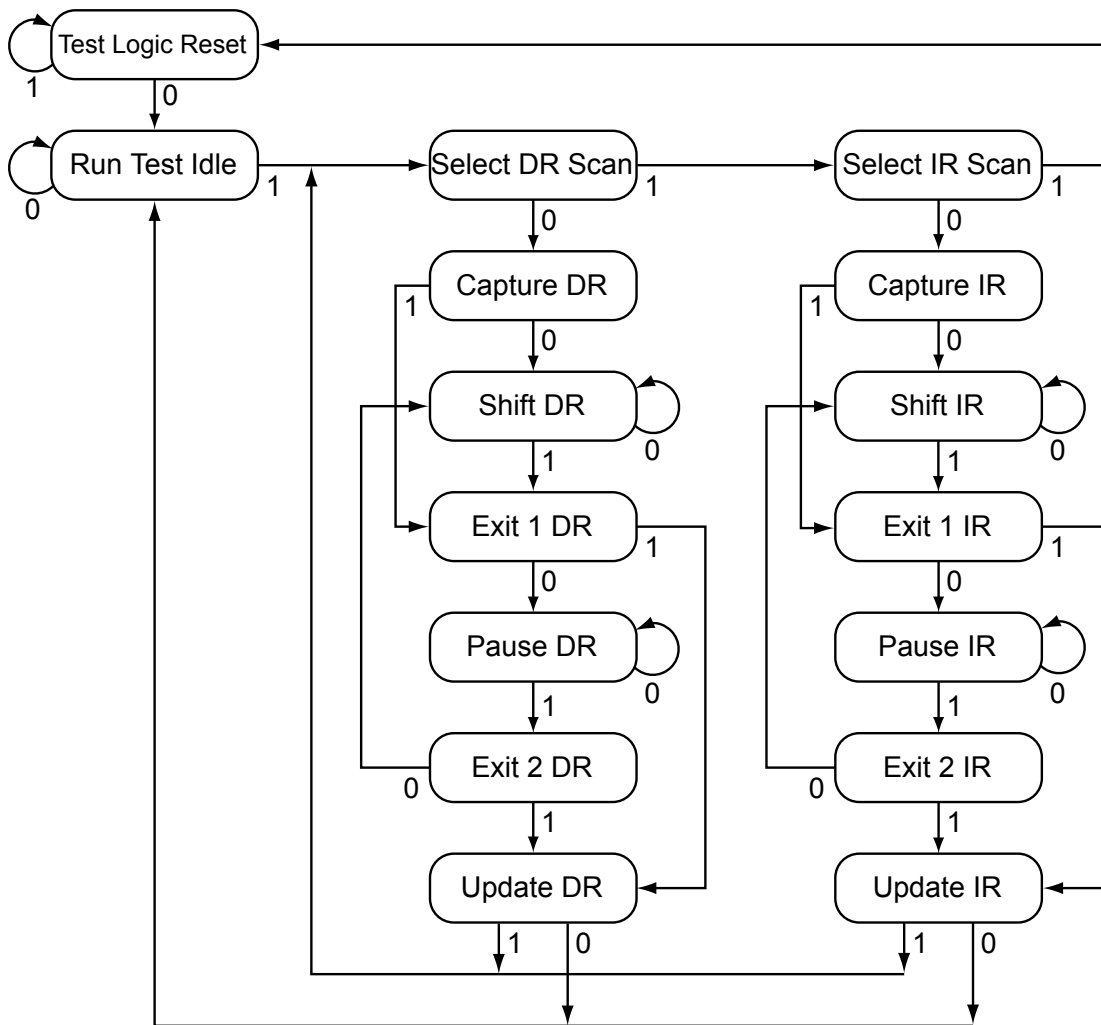 Test Logic Reset
1
0
Run Test Idle
0
1
Select DR Scan
1
0
Select IR Scan
1
0
Capture DR
1
0
Capture IR
1
0
Shift DR
0
1
Shift IR
0
1
Exit 1 DR
1
0
Exit 1 IR
1
0
Pause DR
0
1
Pause IR
0
1
Exit 2 DR
0
1
Exit 2 IR
0
1
Update DR
1
0
Update IR
1
0